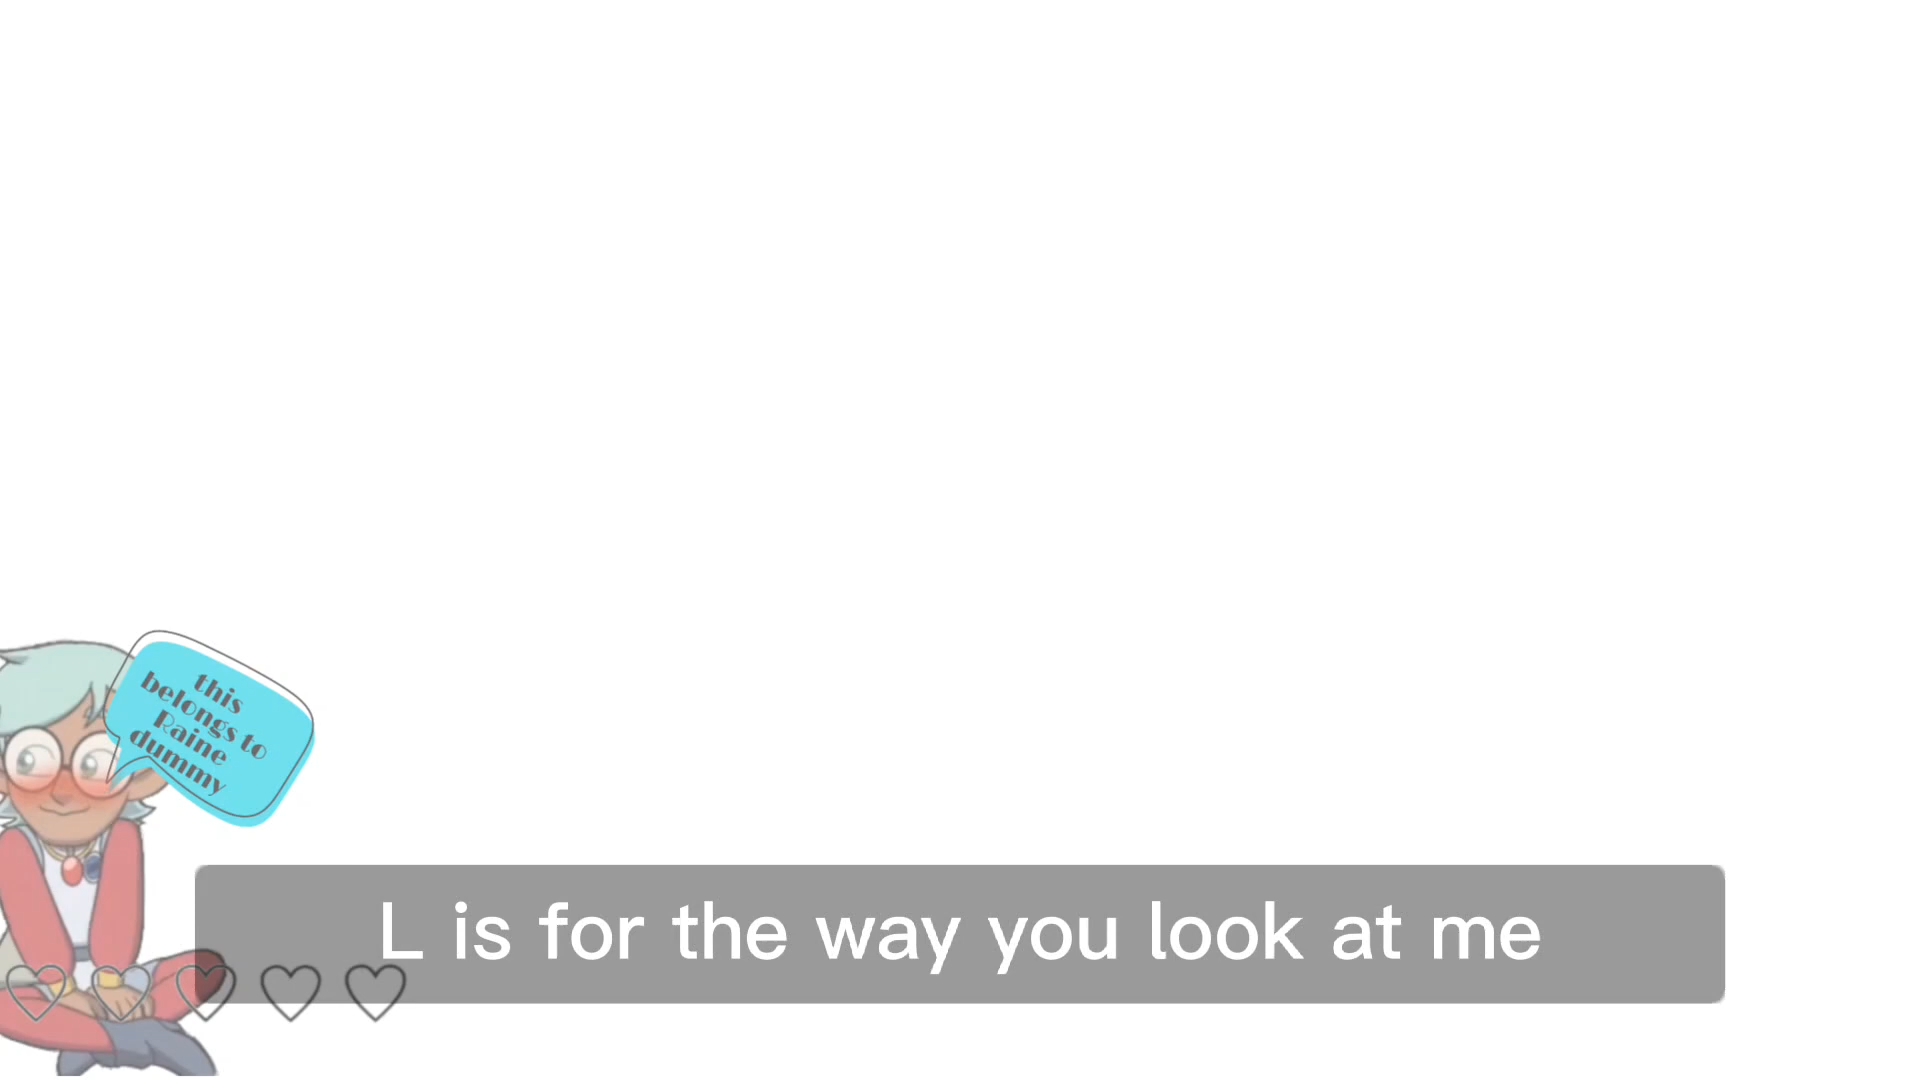 this
belongs to
Raine
dummy
L is for the way you look at me